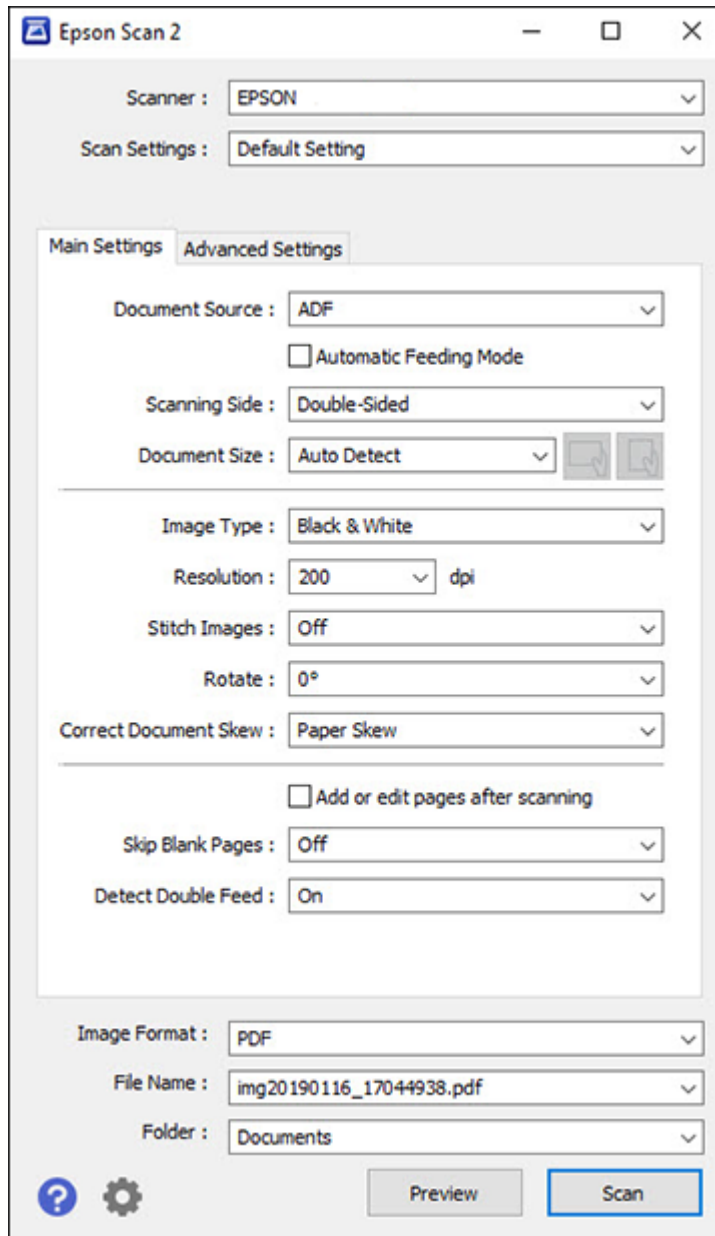 Epson Scan 2
Scanner : EPSON
Scan Settings : Default Setting
Main Settings Advanced Settings
Document Source : ADF
Automatic Feeding Mode
Scanning Side : Double-Sided
Document Size : Auto Detect
Image Type : Black & White
Resolution : 200 dpi
Stitch Images : Off
Rotate : 0°
Correct Document Skew : Paper Skew
Add or edit pages after scanning
Skip Blank Pages : Off
Detect Double Feed : On
Image Format : PDF
File Name : img20190116_17044938.pdf
Folder : Documents
? Preview Scan